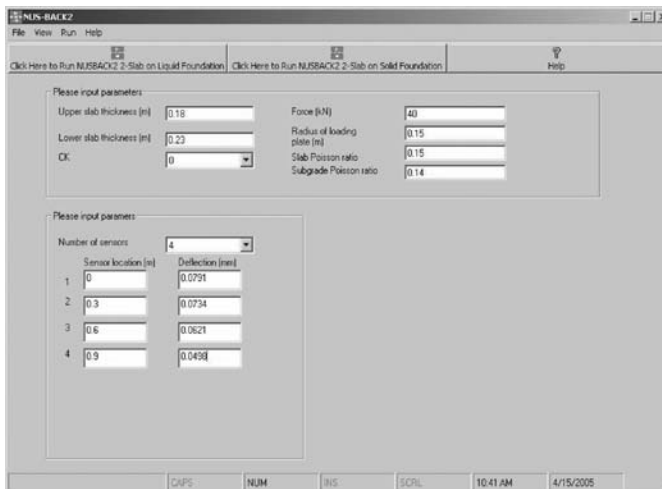 NUS-BACK2
File View Run Help
Click Here to Run NUSBACK2 2-Slab on Liquid Foundation
Click Here to Run NUSBACK2 2-Slab on Solid Foundation
Help
Please input parameters
Upper slab thickness (m) 0.18
Lower slab thickness (m) 0.23
CK 0
Force (kN) 40
Radius of loading
plate (m) 0.15
Slab Poisson ratio 0.15
Subgrade Poisson ratio 0.14
Please input paramers
Number of sensors 4
Sensor location (m) Deflection (mm)
1 0 0.0791
2 0.3 0.0734
3 0.6 0.0621
4 0.9 0.0498
CAPS NUM INS SCRL 10:41 AM 4/15/2005